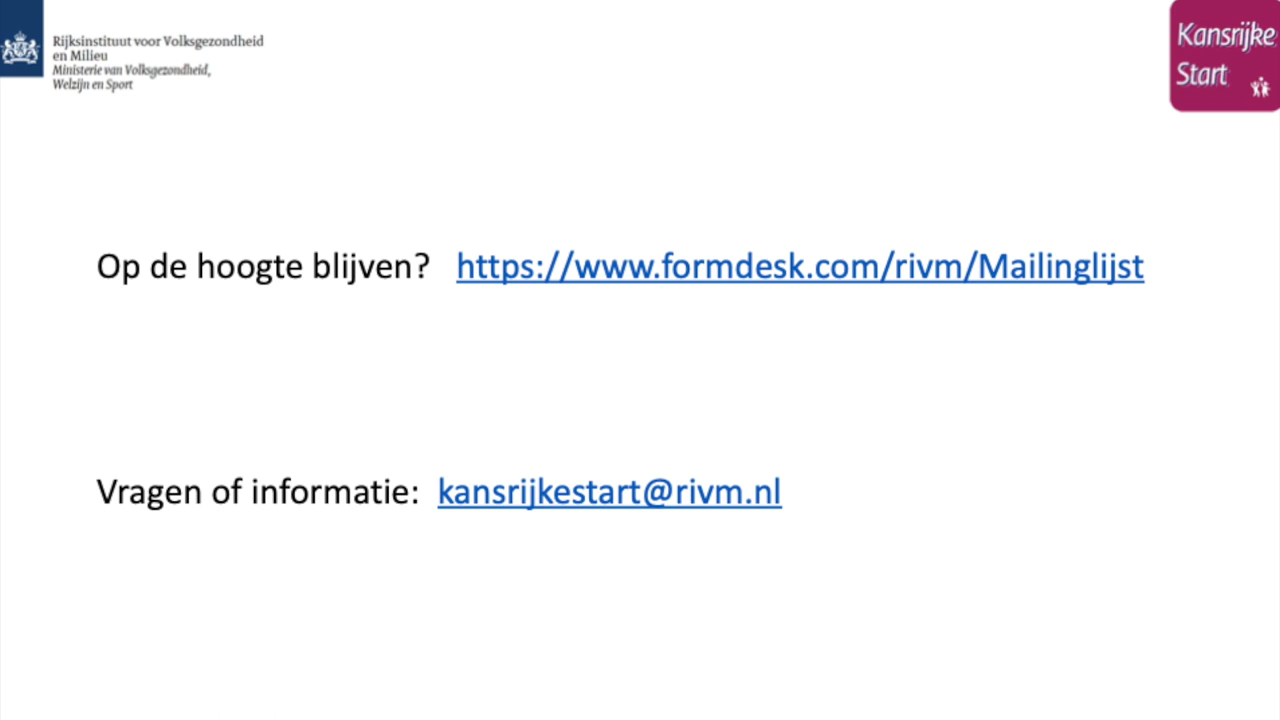 Rijksinstituut voor Volksgezondheid
en Milieu
Ministerie van Volksgezondheid,
Welzijn en Sport
Kansrijke
Start
Op de hoogte blijven? https://www.formdesk.com/rivm/Mailinglijst
Vragen of informatie: kansrijkestart@rivm.nl